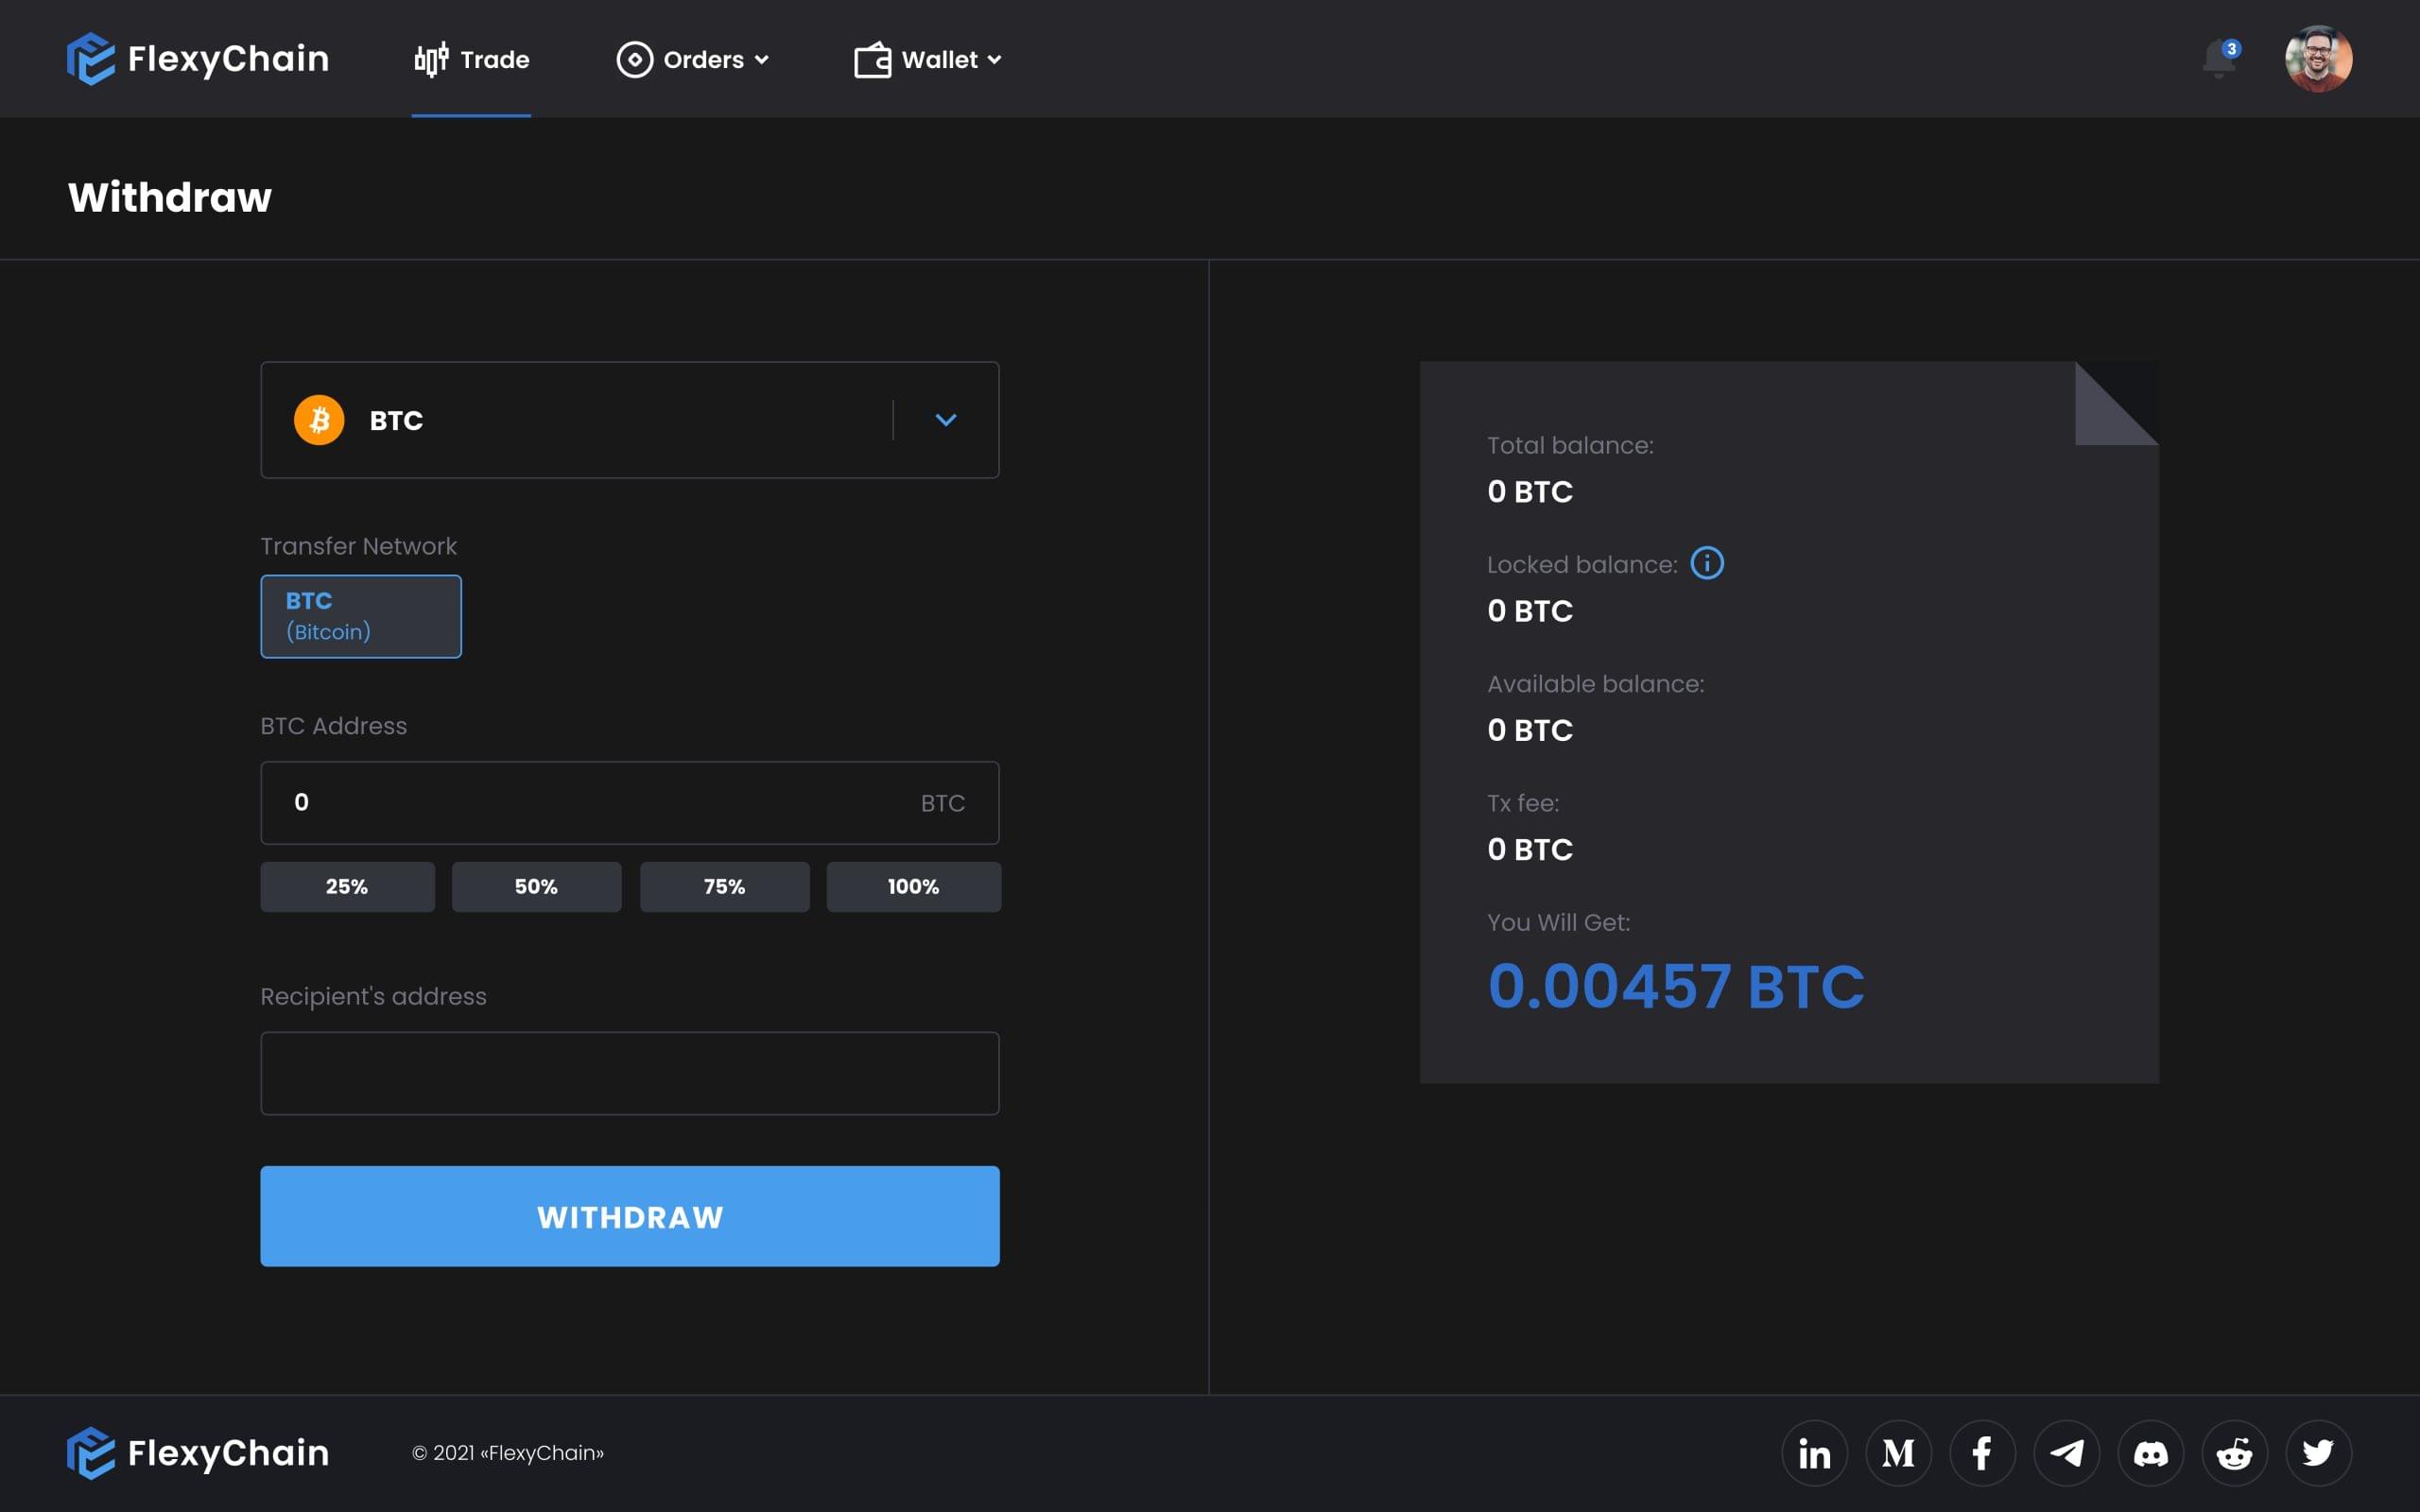 FlexyChain
Trade
Orders
Wallet
3
Withdraw
BTC
Transfer Network
BTC
(Bitcoin)
BTC Address
0 BTC
25% 50% 75% 100%
Recipient's address
WITHDRAW
Total balance:
0 BTC
Locked balance:
0 BTC
Available balance:
0 BTC
Tx fee:
0 BTC
You Will Get:
0.00457 BTC
FlexyChain
© 2021 «FlexyChain»